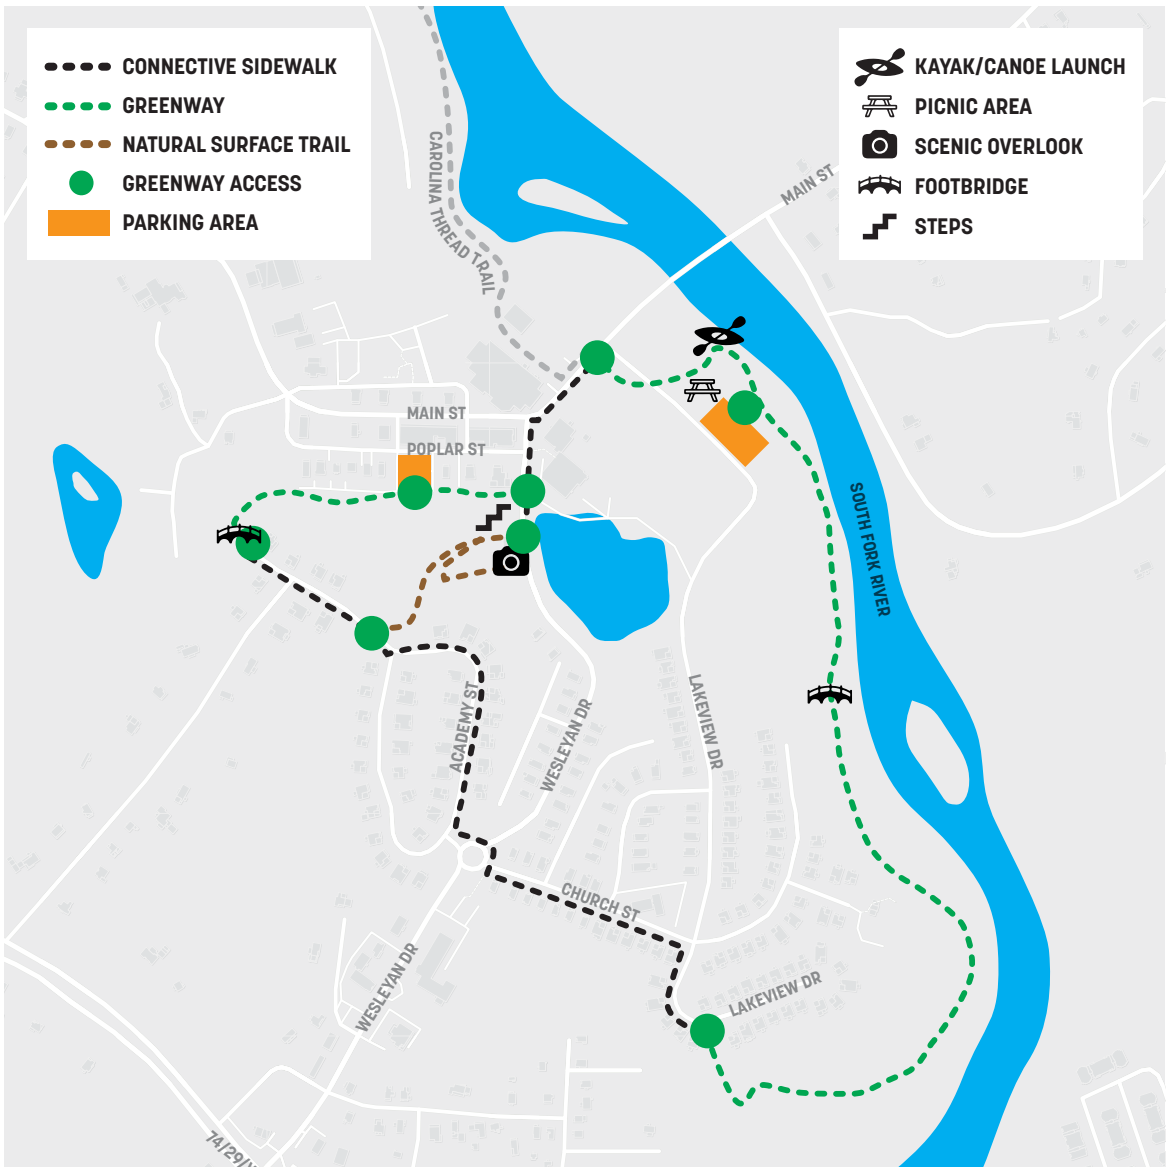 CONNECTIVE SIDEWALK
GREENWAY
NATURAL SURFACE TRAIL
GREENWAY ACCESS
PARKING AREA
KAYAK/CANOE LAUNCH
PICNIC AREA
SCENIC OVERLOOK
FOOTBRIDGE
STEPS
CAROLINA THREAD TRAIL
MAIN ST
MAIN ST
POPLAR ST
SOUTH FORK RIVER
ACADEMY ST
WESLEYAN DR
LAKEVIEW DR
CHURCH ST
WESLEYAN DR
LAKEVIEW DR
74/29/